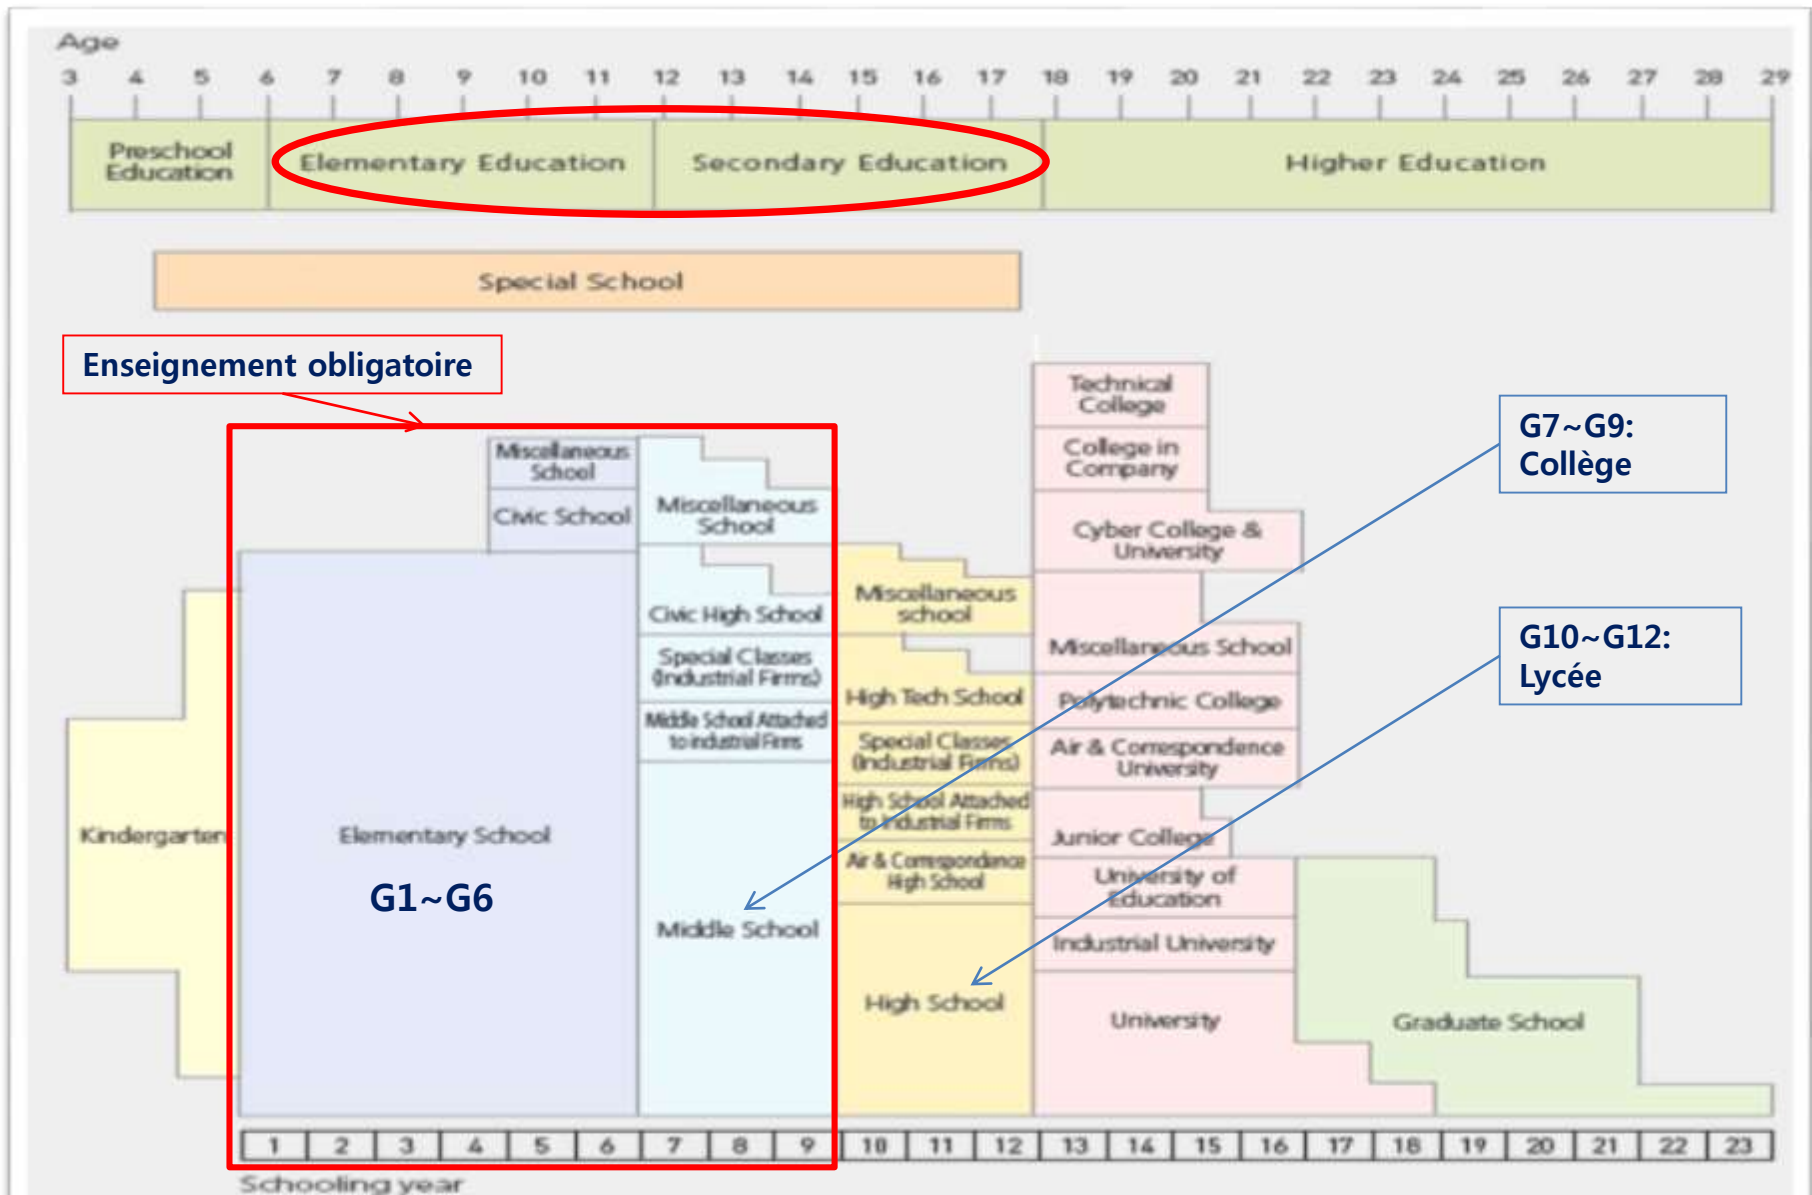 Age
3 4 5 6 7 8 9 10 11 12 13 14 15 16 17 18 19 20 21 22 23 24 25 26 27 28 29
Preschool
Education
Elementary Education
Secondary Education
Higher Education
Special School
Enseignement obligatoire
Technical
College
G7~G9:
Collège
Miscellaneous
School
College in
Company
Civic School
Miscellaneous
School
Cyber College &
University
Civic High School
Miscellaneous
school
G10~G12:
Lycée
Special Classes
(Industrial Firms)
Miscellaneous School
High Tech School
Polytechnic College
Middle School Attached
to industrial Firms
Special Classes
(Industrial Firms)
Air & Correspondence
University
High School Attached
to Industrial Firms
Kindergarten
Elementary School
Junior College
G1~G6
Air & Correspondence
High School
University of
Education
Middle School
Industrial University
High School
University
Graduate School
1 2 3 4 5 6 7 8 9 10 11 12 13 14 15 16 17 18 19 20 21 22 23
Schooling year